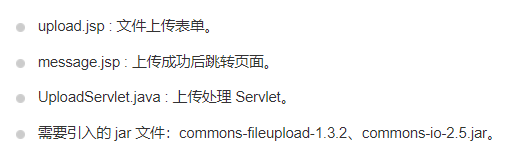 upload.jsp : 文件上传表单。
message.jsp : 上传成功后跳转页面。
UploadServlet.java : 上传处理 Servlet。
需要引入的 jar 文件：commons-fileupload-1.3.2、commons-io-2.5.jar。